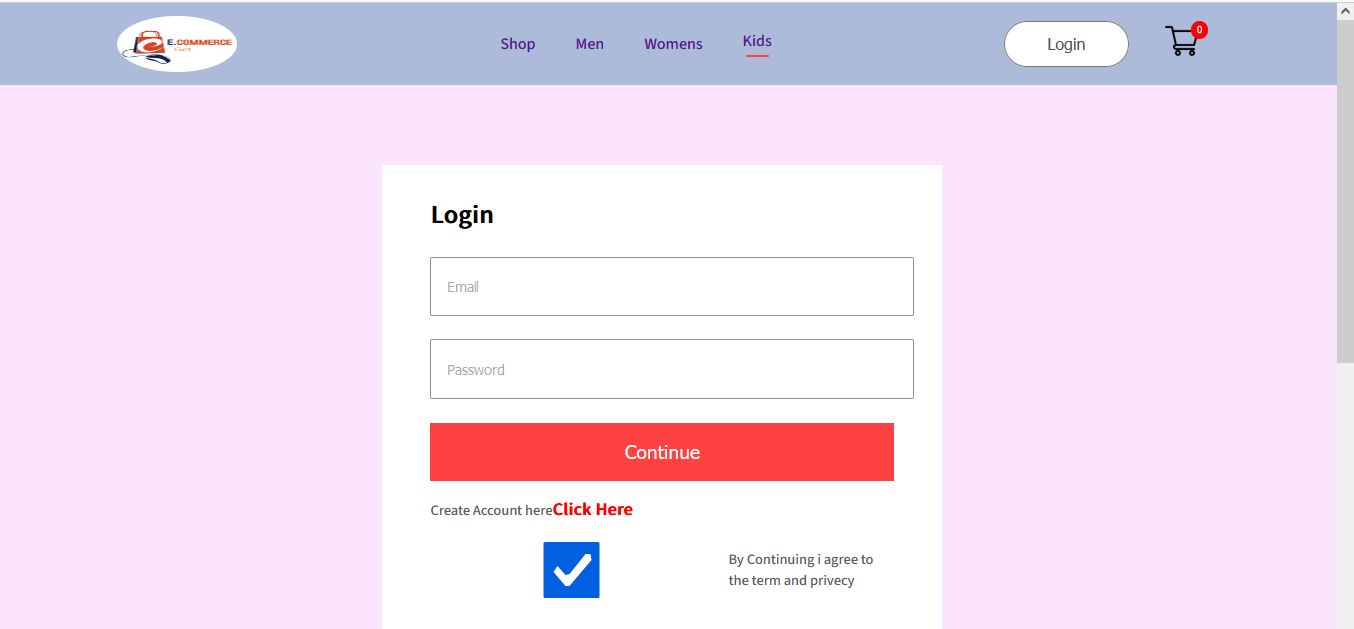 E.COMMERCE
Get
Shop Men Womens Kids
Login
0
Login
Email
Password
Continue
Create Account hereClick Here
By Continuing i agree to
the term and privecy